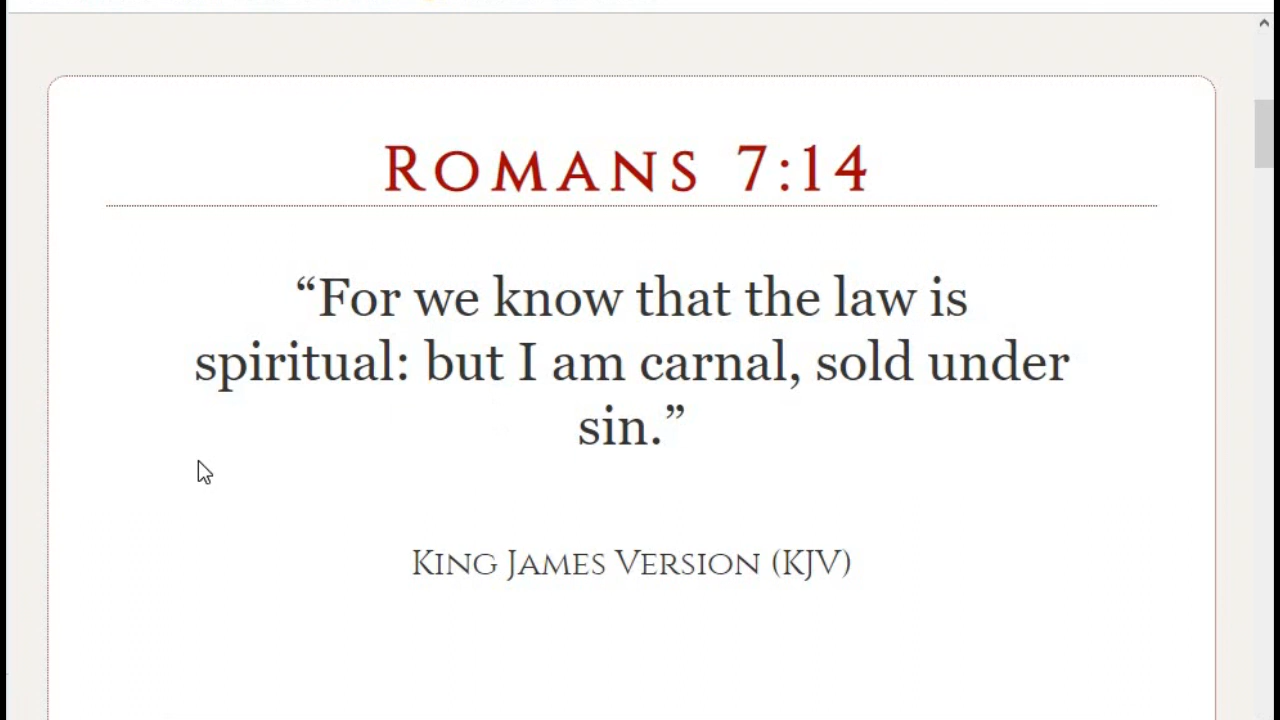 Romans 7:14
“For we know that the law is
spiritual: but I am carnal, sold under
sin.”
King James Version (KJV)